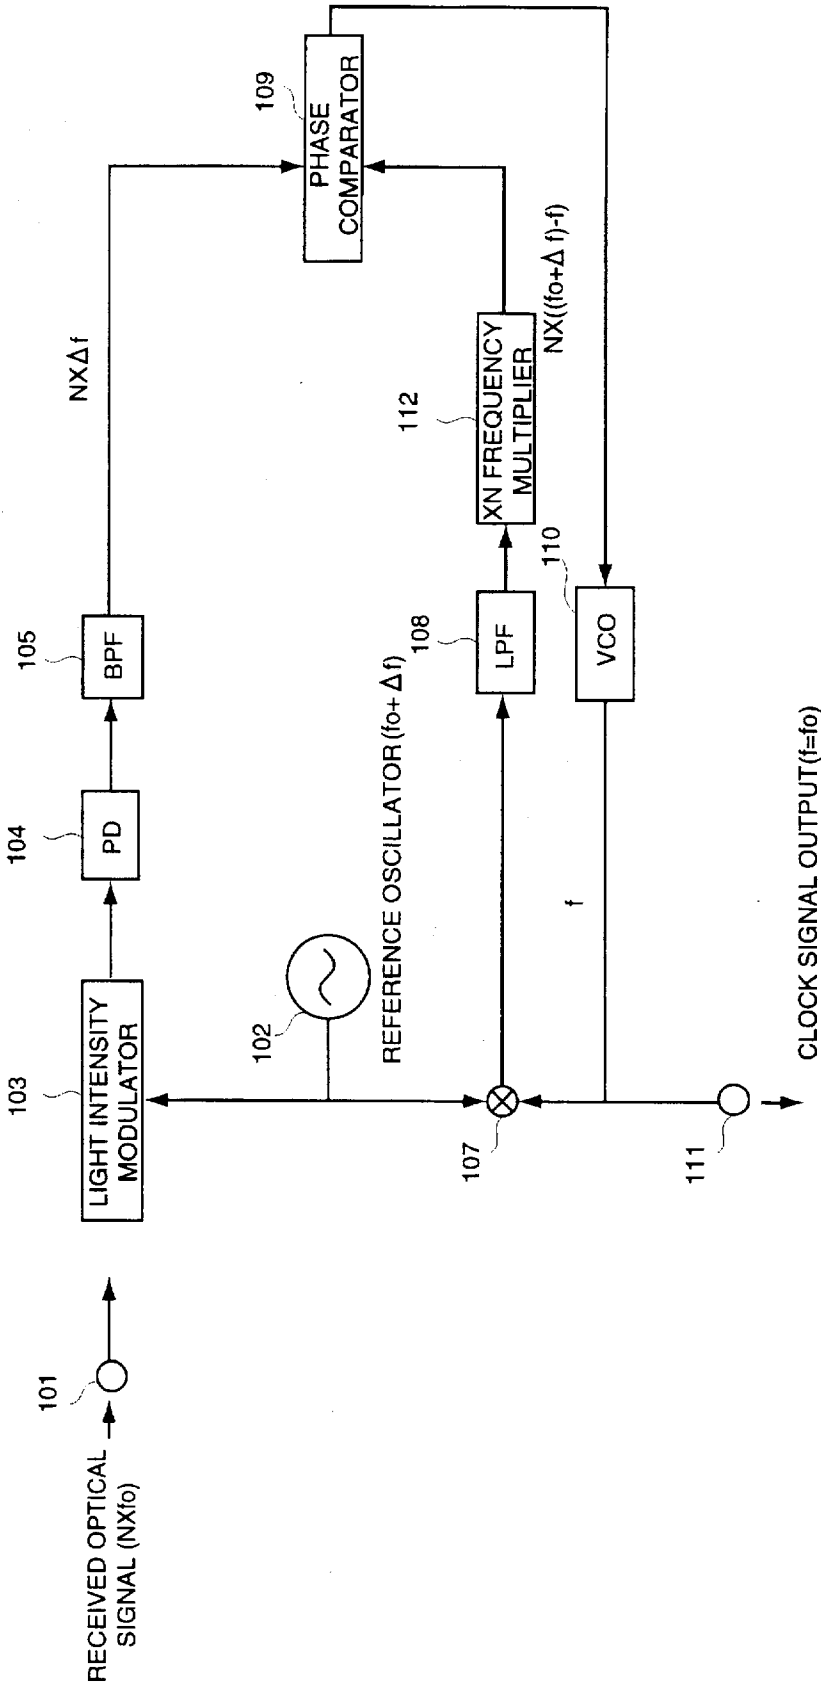 RECEIVED OPTICAL
SIGNAL (NXfo)
101
103
LIGHT INTENSITY
MODULATOR
104
PD
105
BPF
NXΔf
109
PHASE
COMPARATOR
102
REFERENCE OSCILLATOR (fo+Δf)
107
108
LPF
112
XN FREQUENCY
MULTIPLIER
NX((fo+Δf)-f)
110
VCO
f
111
CLOCK SIGNAL OUTPUT(f=fo)